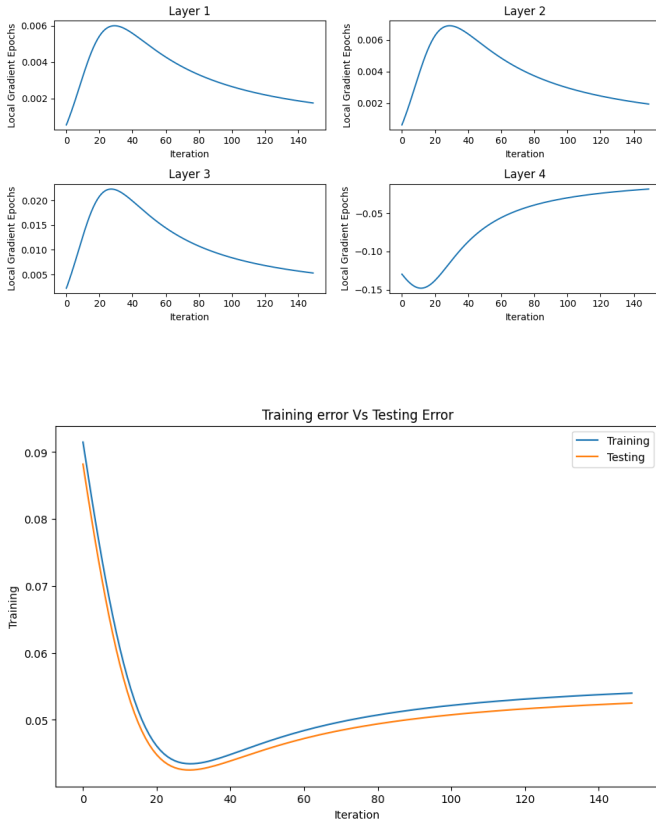 Layer 1
Layer 2
0.006
0.004
0.002
Local Gradient Epochs
0 20 40 60 80 100 120 140
Iteration
0.006
0.004
0.002
Local Gradient Epochs
0 20 40 60 80 100 120 140
Iteration
Layer 3
Layer 4
0.020
0.015
0.010
0.005
Local Gradient Epochs
0 20 40 60 80 100 120 140
Iteration
−0.05
−0.10
−0.15
Local Gradient Epochs
0 20 40 60 80 100 120 140
Iteration
Training error Vs Testing Error
Training
Testing
0.09
0.08
0.07
0.06
0.05
Training
0 20 40 60 80 100 120 140
Iteration